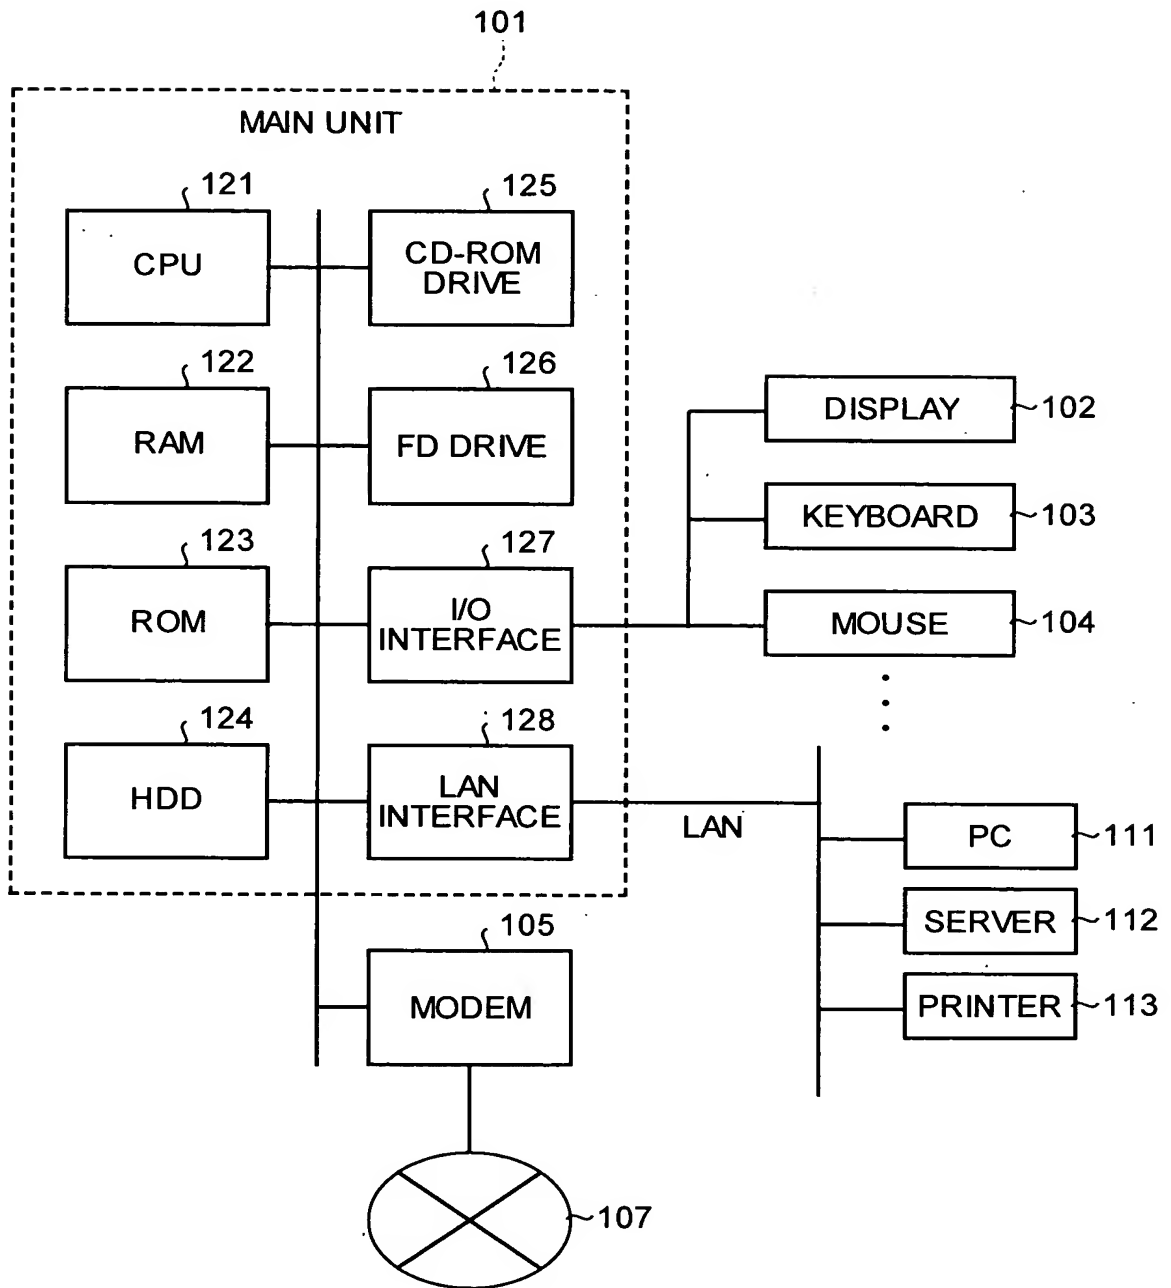 101
MAIN UNIT
121
CPU
125
CD-ROM
DRIVE
122
RAM
126
FD DRIVE
123
ROM
127
I/O
INTERFACE
124
HDD
128
LAN
INTERFACE
DISPLAY
102
KEYBOARD
103
MOUSE
104
LAN
PC
111
SERVER
112
PRINTER
113
105
MODEM
107